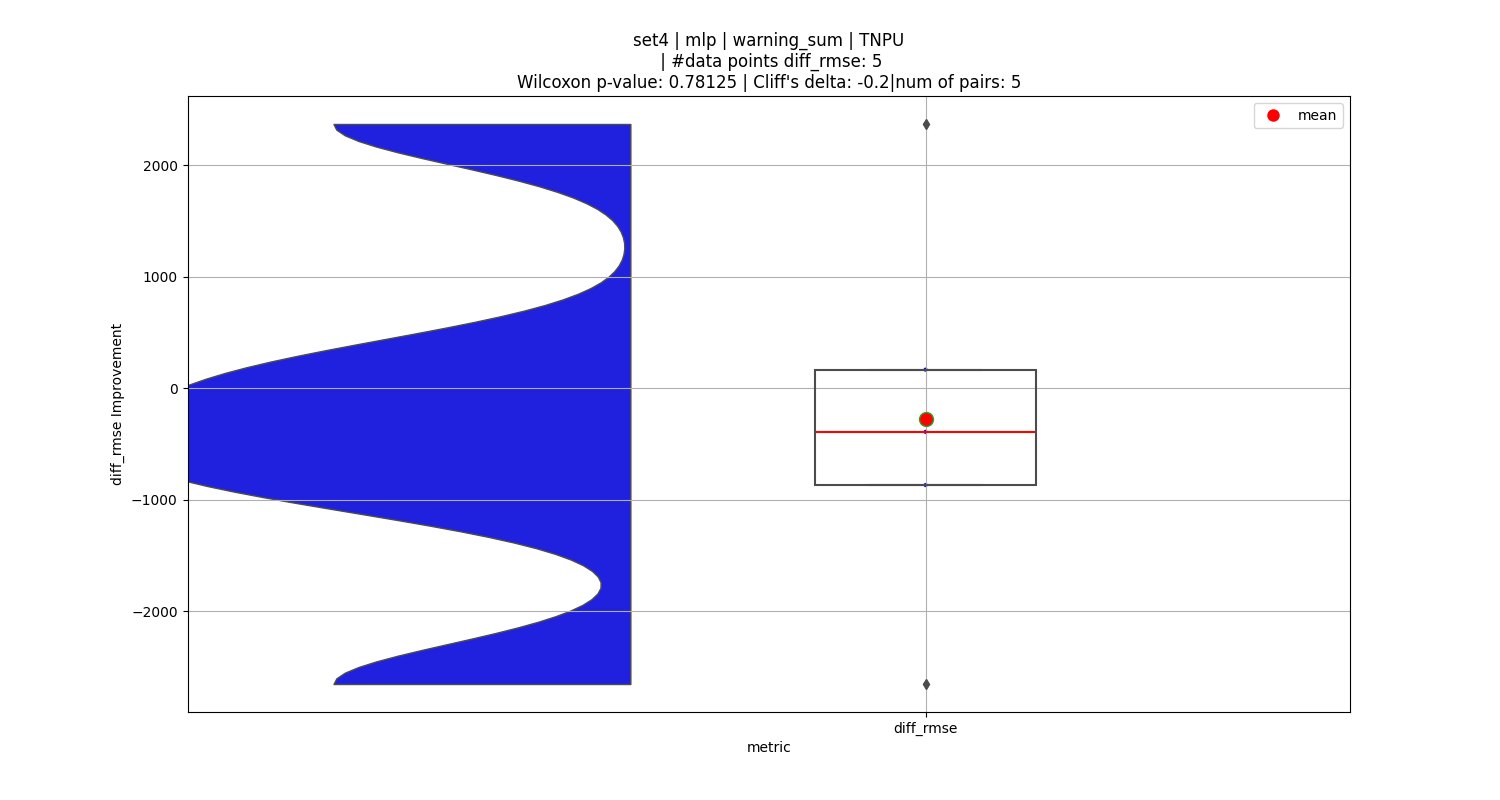 set4 | mlp | warning_sum | TNPU
| #data points diff_rmse: 5
Wilcoxon p-value: 0.78125 | Cliff's delta: -0.2|num of pairs: 5
mean
2000
1000
0
−1000
−2000
diff_rmse Improvement
diff_rmse
metric